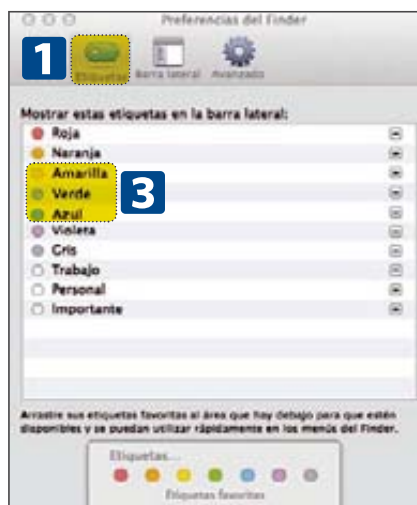 Preferencias del Finder
1
Etiquetas Barra lateral Avanzado
Mostrar estas etiquetas en la barra lateral:
Roja
Naranja
Amarilla
Verde
3
Azul
Violeta
Gris
Trabajo
Personal
Importante
Arrastre sus etiquetas favoritas al área que hay debajo para que estén
disponibles y se puedan utilizar rápidamente en los menús del Finder.
Etiquetas...
Etiquetas favoritas